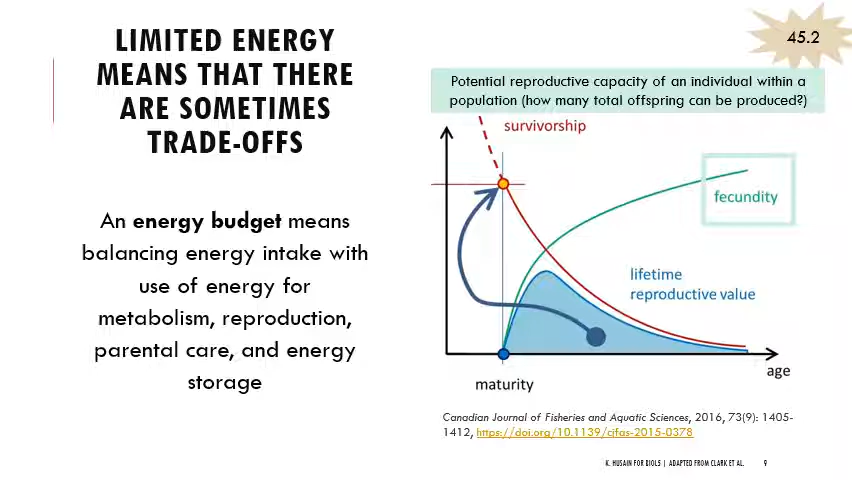 LIMITED ENERGY
MEANS THAT THERE
ARE SOMETIMES
TRADE-OFFS
An energy budget means
balancing energy intake with
use of energy for
metabolism, reproduction,
parental care, and energy
storage
45.2
Potential reproductive capacity of an individual within a
population (how many total offspring can be produced?)
survivorship
fecundity
lifetime
reproductive value
age
maturity
Canadian Journal of Fisheries and Aquatic Sciences, 2016, 73(9): 1405-
1412, https://doi.org/10.1139/cjfas-2015-0378
K. HUSAIN FOR BIOLS | ADAPTED FROM CLARK ET AL.
9